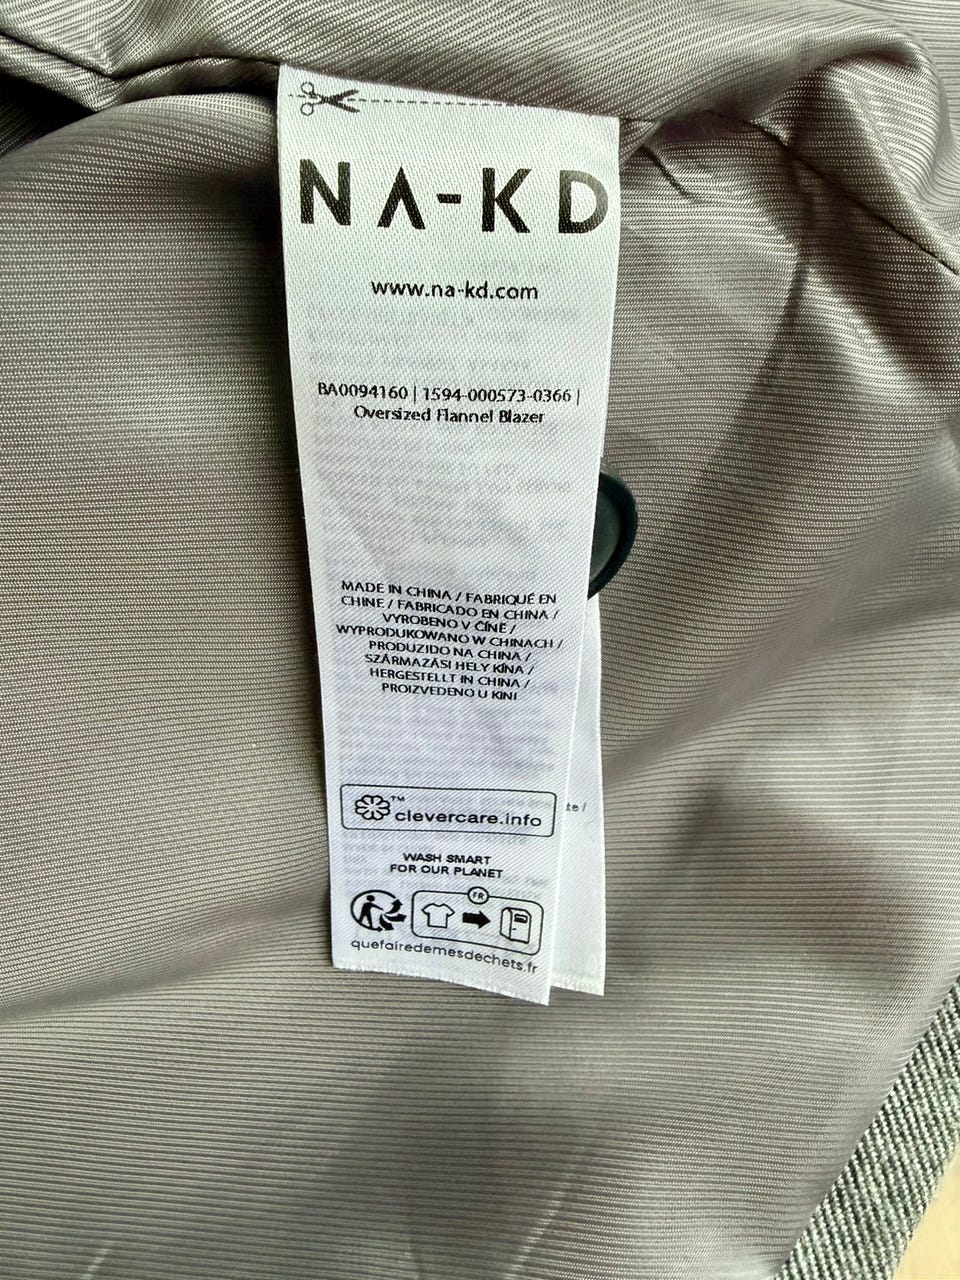 NA-KD
www.na-kd.com
BA0094160 | 1594-000573-0366 |
Oversized Flannel Blazer
MADE IN CHINA / FABRIQUÉ EN
CHINE / FABRICADO EN CHINA /
VYROBENO V ČÍNĚ /
WYPRODUKOWANO W CHINACH /
PRODUZIDO NA CHINA /
SZÁRMAZÁSI HELY KÍNA /
HERGESTELLT IN CHINA /
PROIZVEDENO U KINI
™
clevercare.info
WASH SMART
FOR OUR PLANET
FR
quefairedemesdechets.fr